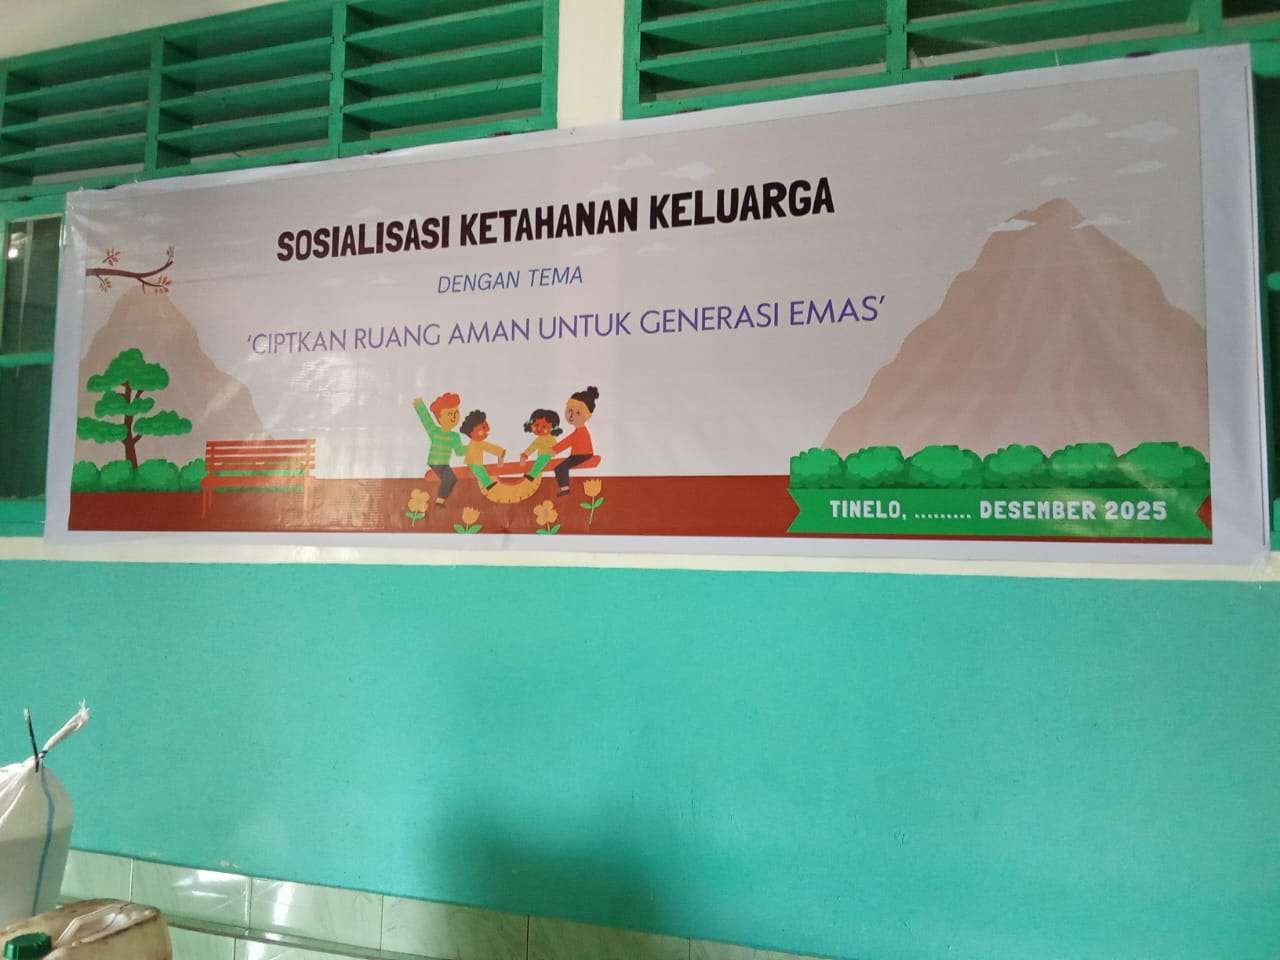 SOSIALISASI KETAHANAN KELUARGA
DENGAN TEMA
'CIPTKAN RUANG AMAN UNTUK GENERASI EMAS'
TINELO, ......... DESEMBER 2025